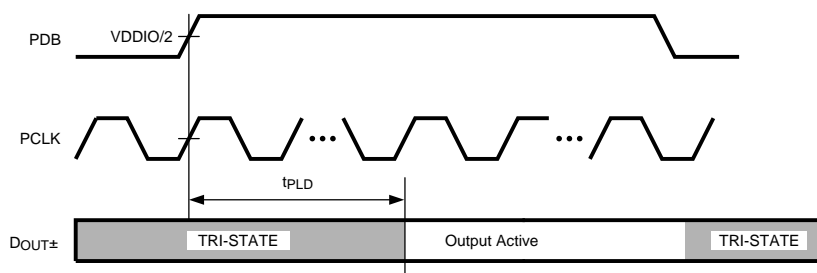 PDB
VDDIO/2
PCLK
tPLD
DOUT±
TRI-STATE
Output Active
TRI-STATE